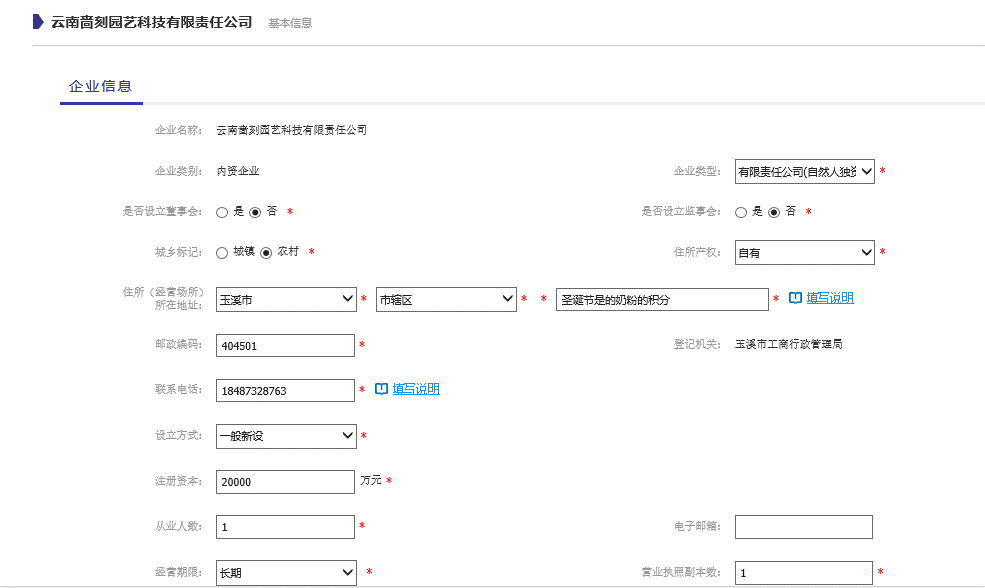 云南啬刻园艺科技有限责任公司 基本信息
企业信息
企业名称: 云南啬刻园艺科技有限责任公司
企业类别: 内资企业 企业类型: 有限责任公司(自然人独资 *
是否设立董事会: 是 否 * 是否设立监事会: 是 否 *
城乡标记: 城镇 农村 * 住所产权: 自有 *
住所（经营场所）
所在地址: 玉溪市 * 市辖区 * * 圣诞节是的奶粉的积分 * 填写说明
邮政编码: 404501 * 登记机关: 玉溪市工商行政管理局
联系电话: 18487328763 * 填写说明
设立方式: 一般新设 *
注册资本: 20000 万元 *
从业人数: 1 * 电子邮箱:
经营期限: 长期 * 营业执照副本数: 1 *